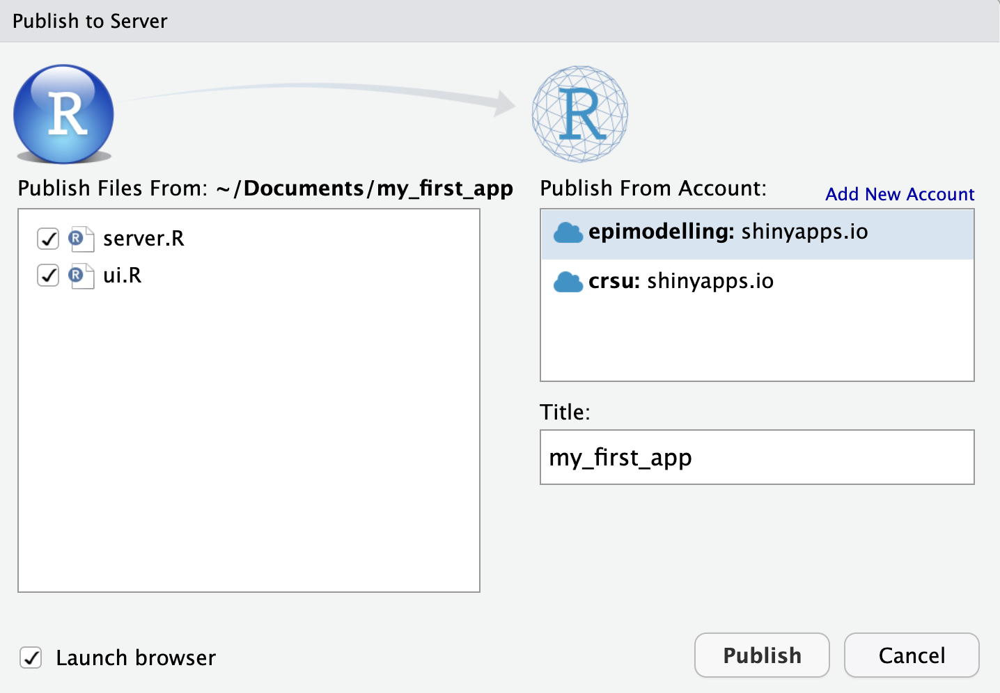 Publish to Server
R
R
Publish Files From: ~/Documents/my_first_app
R server.R
R ui.R
Publish From Account:
Add New Account
epimodelling: shinyapps.io
crsu: shinyapps.io
Title:
my_first_app
Launch browser
Publish
Cancel